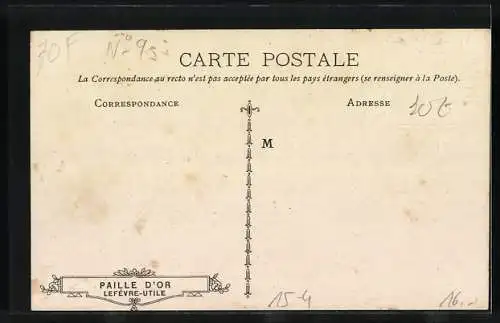 70F N-95
CARTE POSTALE
La Correspondance au recto n'est pas acceptée par tous les pays étrangers (se renseigner à la Poste).
CORRESPONDANCE ADRESSE
10€
M
PAILLE D'OR
LEFÈVRE-UTILE
15-4 16.-